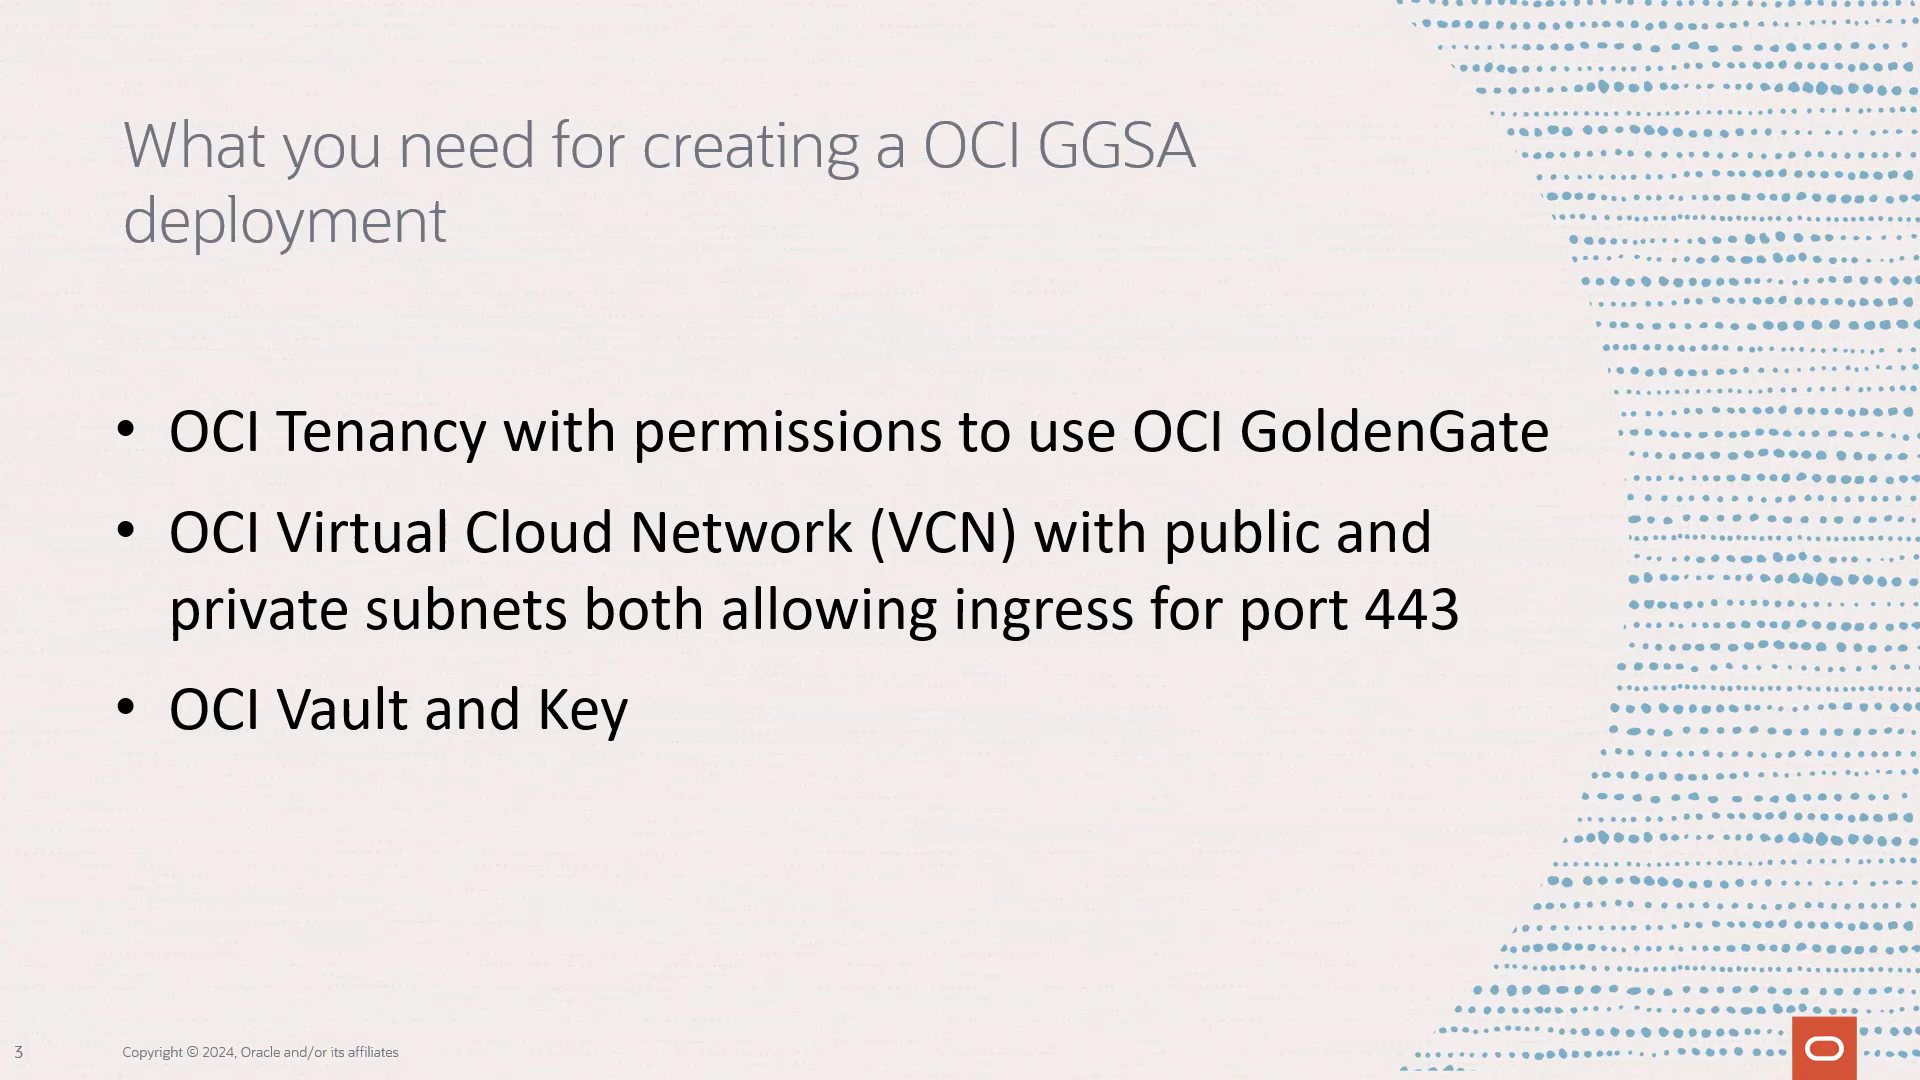 What you need for creating a OCI GGSA
deployment
• OCI Tenancy with permissions to use OCI GoldenGate
• OCI Virtual Cloud Network (VCN) with public and
private subnets both allowing ingress for port 443
• OCI Vault and Key
3
Copyright © 2024, Oracle and/or its affiliates